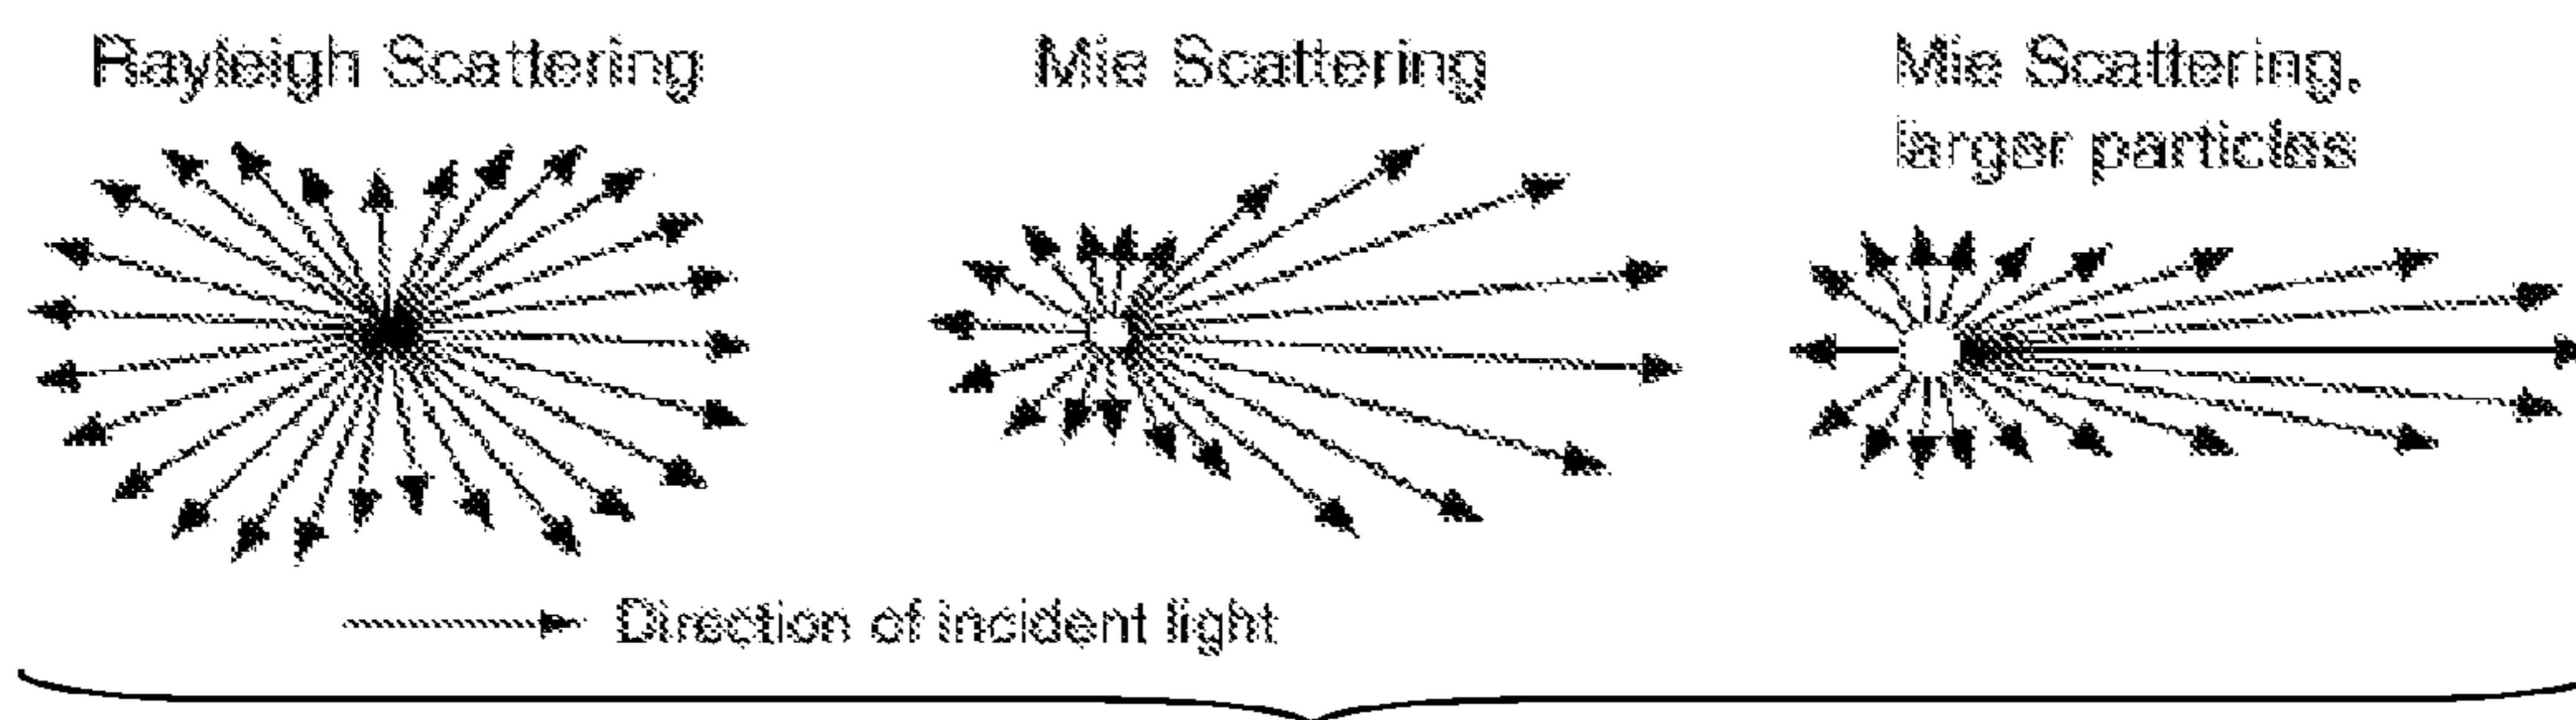 Rayleigh Scattering
Mie Scattering
Mie Scattering,
larger particles
Direction of incident light